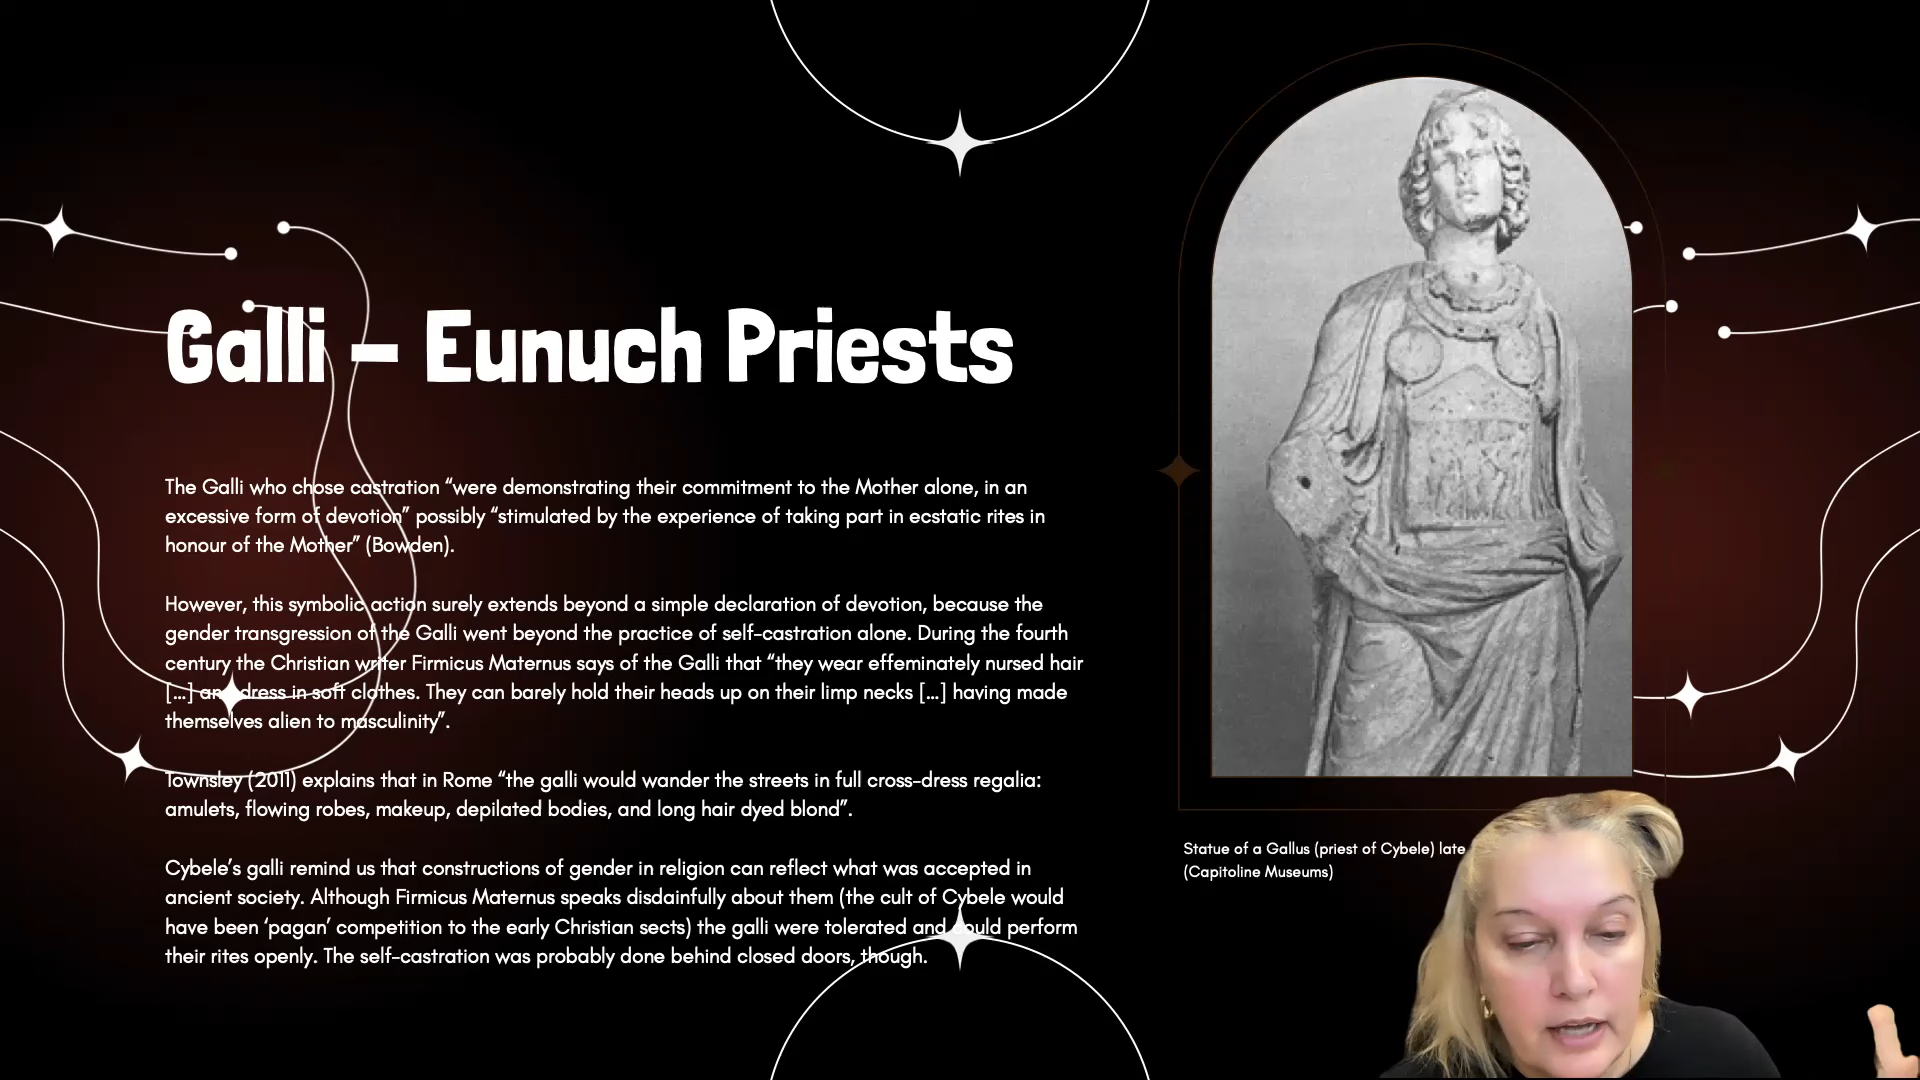 Galli – Eunuch Priests
The Galli who chose castration “were demonstrating their commitment to the Mother alone, in an
excessive form of devotion” possibly “stimulated by the experience of taking part in ecstatic rites in
honour of the Mother” (Bowden).
However, this symbolic action surely extends beyond a simple declaration of devotion, because the
gender transgression of the Galli went beyond the practice of self-castration alone. During the fourth
century the Christian writer Firmicus Maternus says of the Galli that “they wear effeminately nursed hair
[…] and dress in soft clothes. They can barely hold their heads up on their limp necks […] having made
themselves alien to masculinity”.
Townsley (2011) explains that in Rome “the galli would wander the streets in full cross-dress regalia:
amulets, flowing robes, makeup, depilated bodies, and long hair dyed blond”.
Cybele’s galli remind us that constructions of gender in religion can reflect what was accepted in
ancient society. Although Firmicus Maternus speaks disdainfully about them (the cult of Cybele would
have been ‘pagan’ competition to the early Christian sects) the galli were tolerated and could perform
their rites openly. The self-castration was probably done behind closed doors, though.
Statue of a Gallus (priest of Cybele) late
(Capitoline Museums)